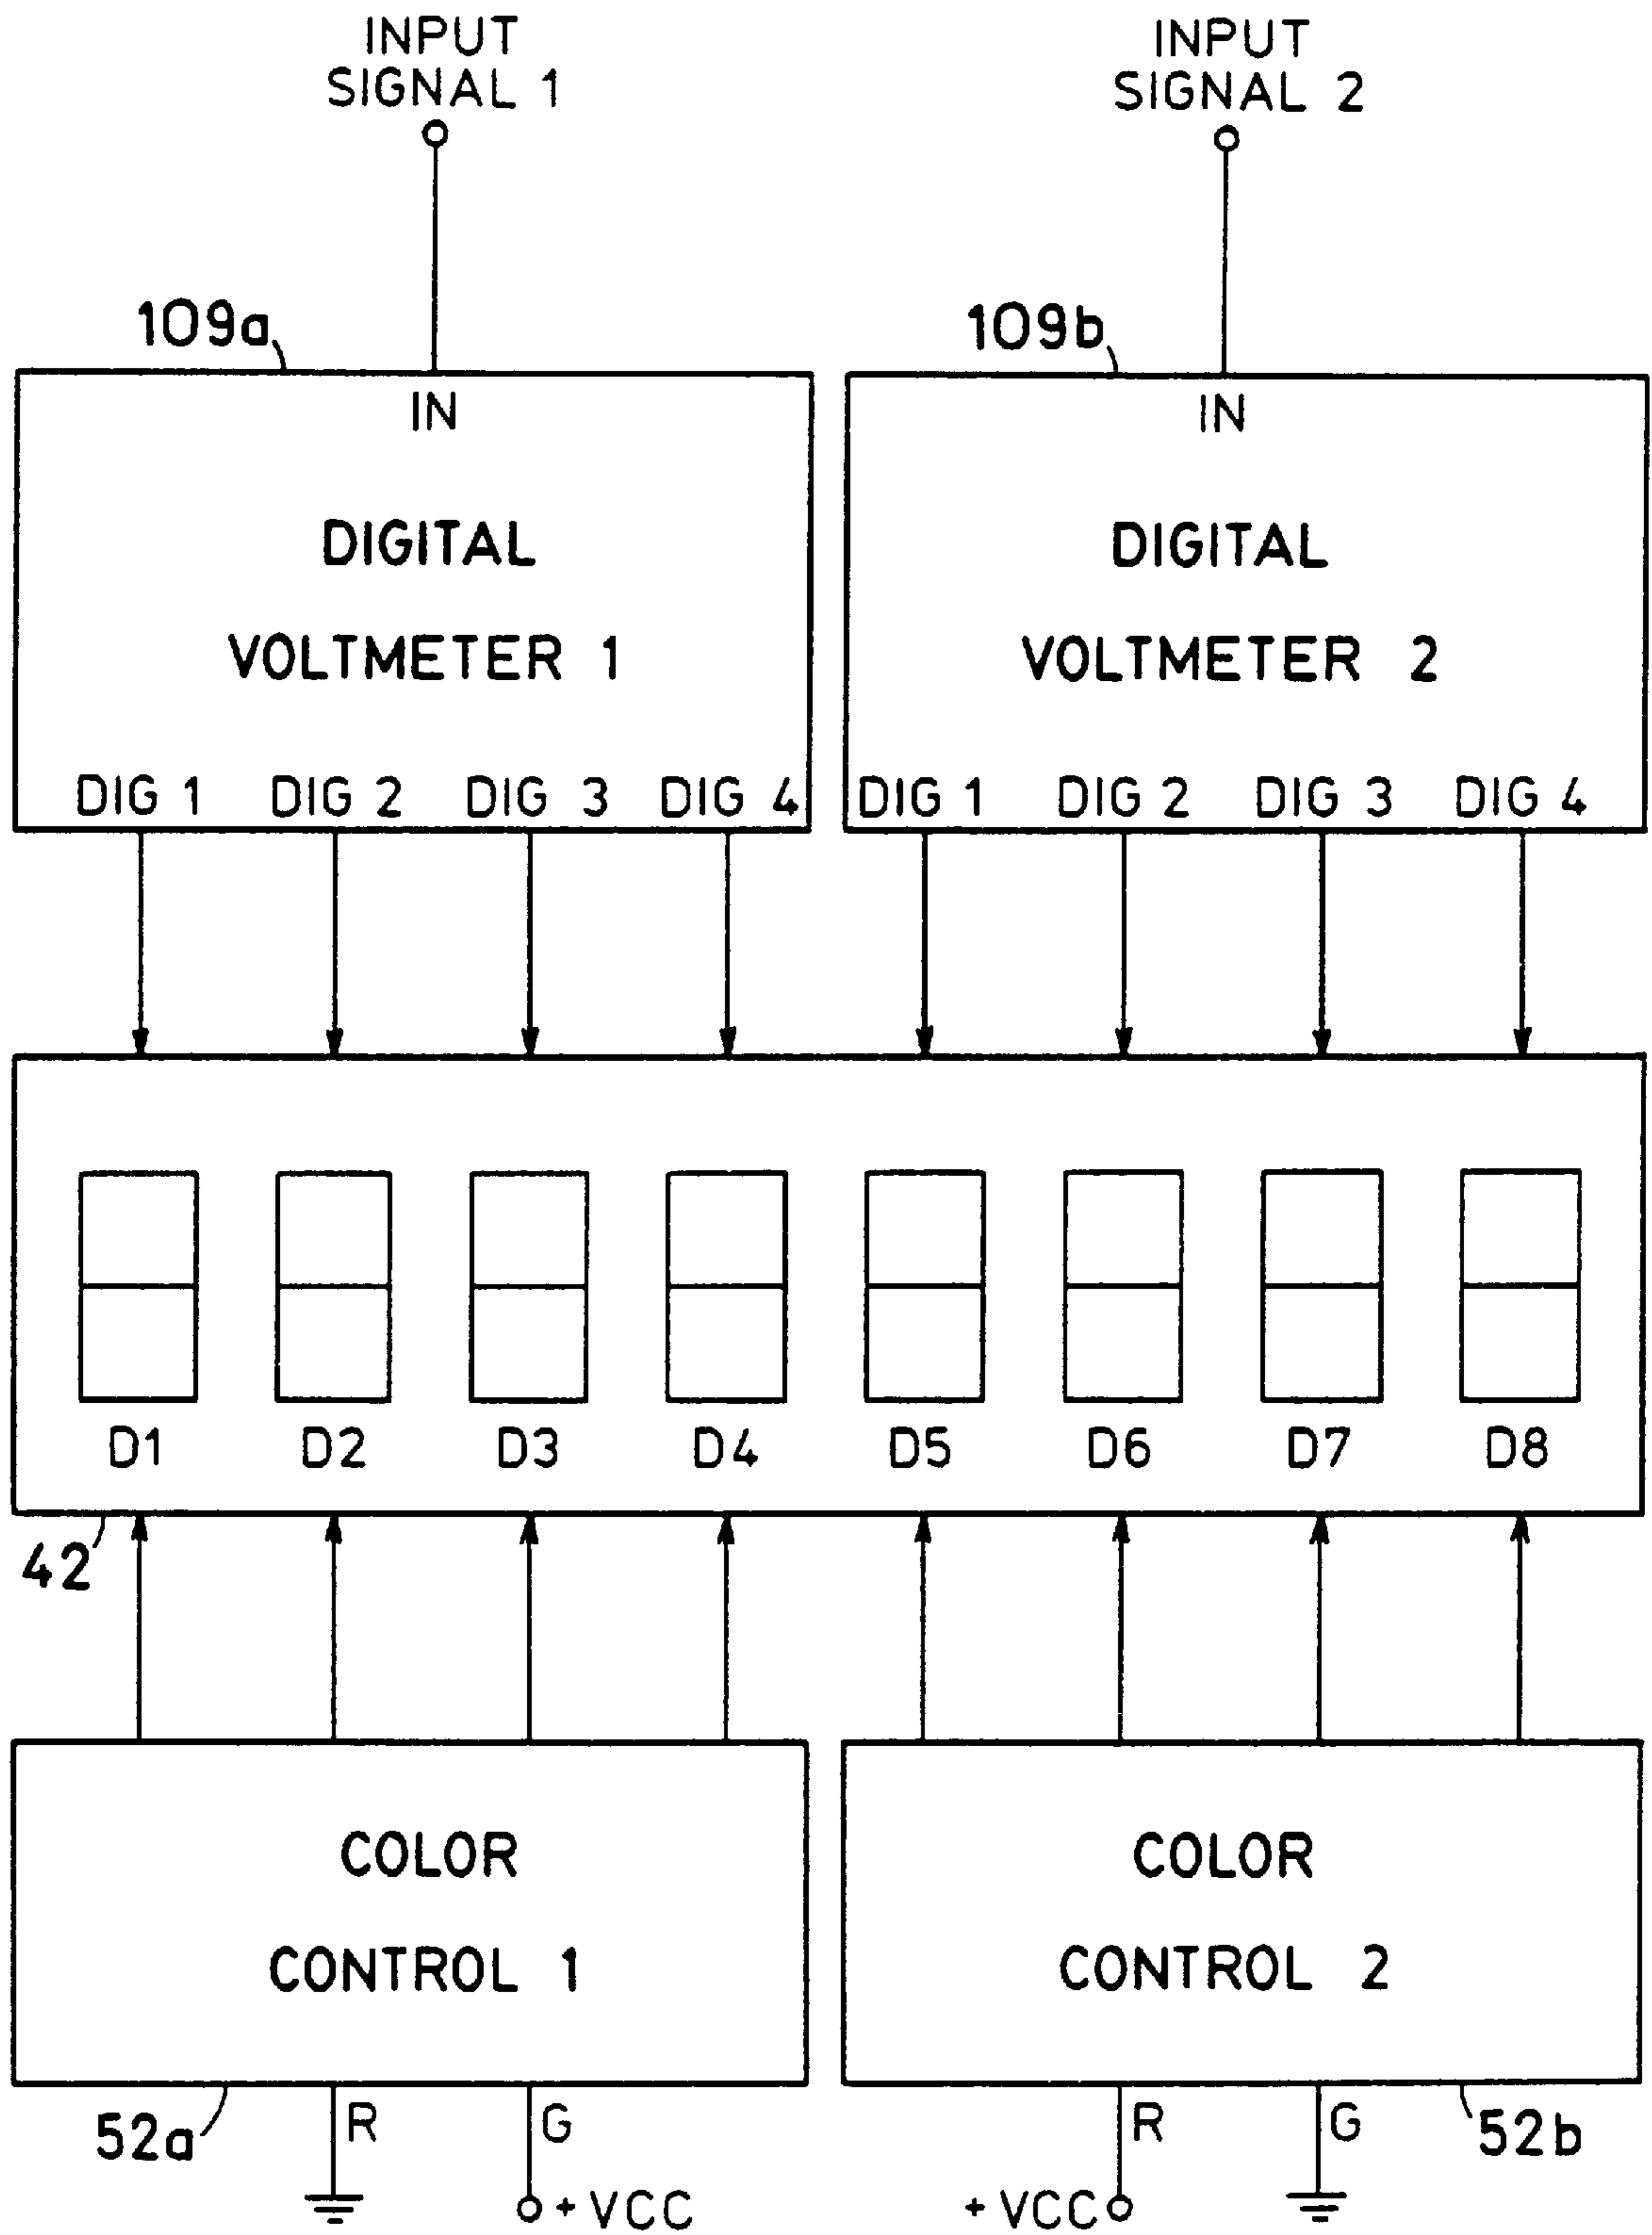 INPUT
SIGNAL 1
INPUT
SIGNAL 2
109a
109b
IN
IN
DIGITAL
VOLTMETER 1
DIGITAL
VOLTMETER 2
DIG 1 DIG 2 DIG 3 DIG 4
DIG 1 DIG 2 DIG 3 DIG 4
D1 D2 D3 D4 D5 D6 D7 D8
42
COLOR
CONTROL 1
COLOR
CONTROL 2
52a
R
G
R
G
52b
+VCC
+VCC